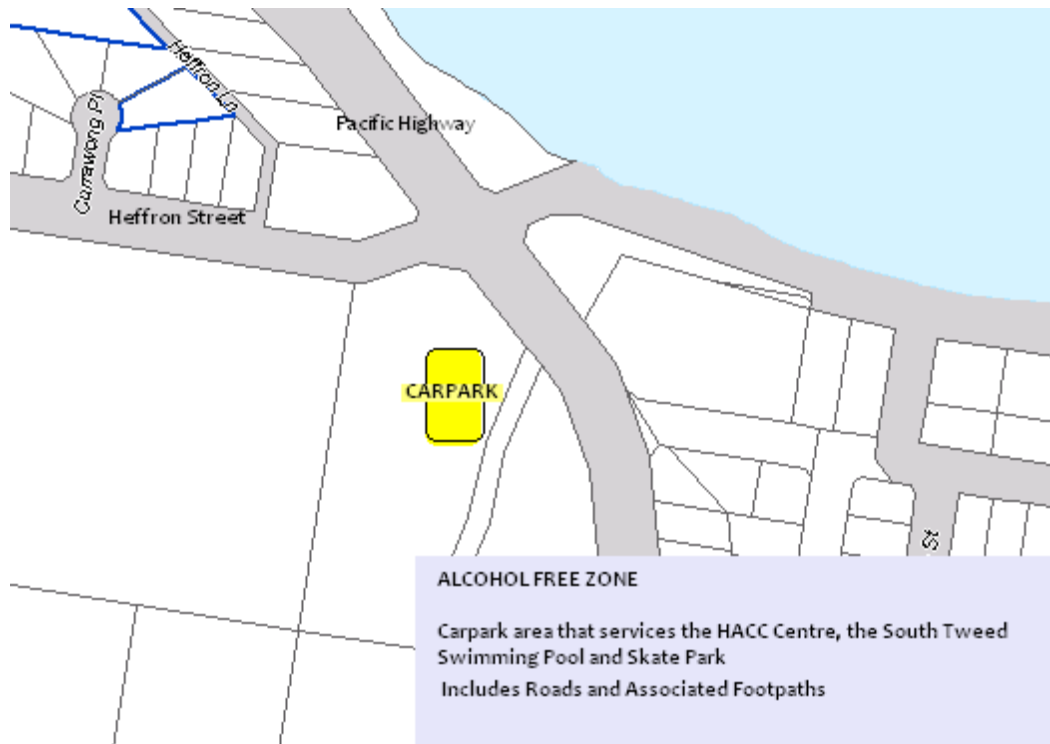 Heffron Ln
Pacific Highway
Currawong Pl
Heffron Street
CARPARK
St
ALCOHOL FREE ZONE
Carpark area that services the HACC Centre, the South Tweed
Swimming Pool and Skate Park
Includes Roads and Associated Footpaths